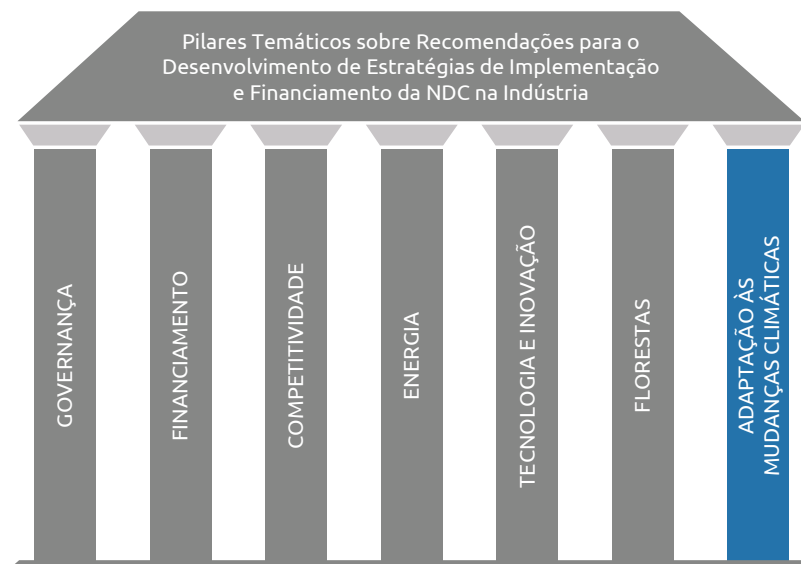 Pilares Temáticos sobre Recomendações para o
Desenvolvimento de Estratégias de Implementação
e Financiamento da NDC na Indústria
GOVERNANÇA
FINANCIAMENTO
COMPETITIVIDADE
ENERGIA
TECNOLOGIA E INOVAÇÃO
FLORESTAS
ADAPTAÇÃO ÀS
MUDANÇAS CLIMÁTICAS